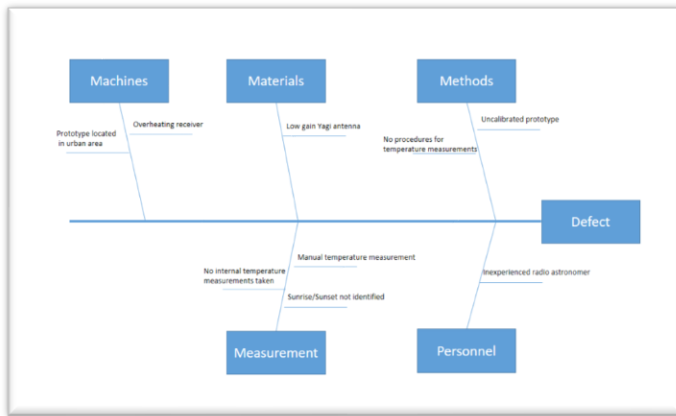 Machines
Materials
Methods
Overheating receiver
Prototype located
in urban area
Low gain Yagi antenna
Uncalibrated prototype
No procedures for
temperature measurements
Defect
Manual temperature measurement
No internal temperature
measurements taken
Sunrise/Sunset not identified
Inexperienced radio astronomer
Measurement
Personnel